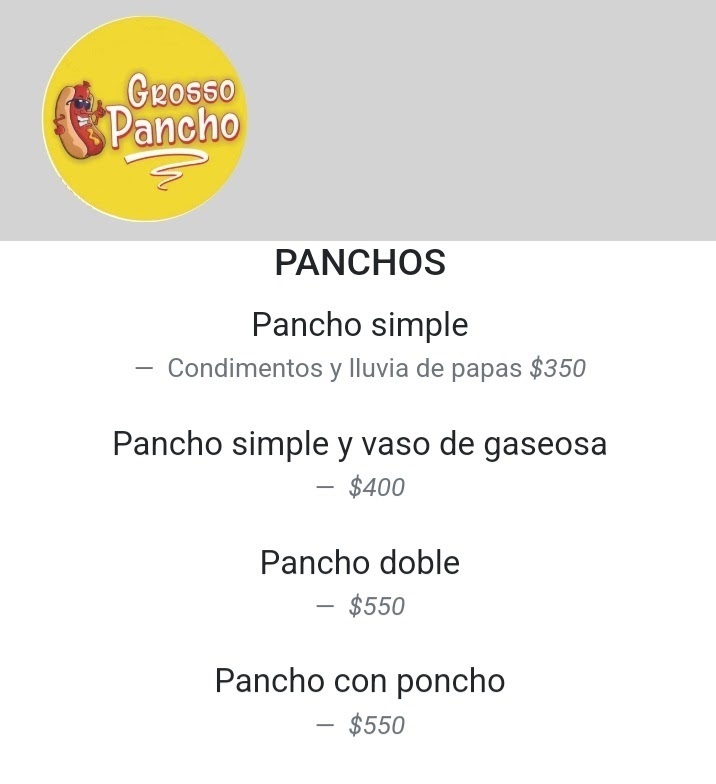 Grosso
Pancho
PANCHOS
Pancho simple
— Condimentos y lluvia de papas $350
Pancho simple y vaso de gaseosa
— $400
Pancho doble
— $550
Pancho con poncho
— $550